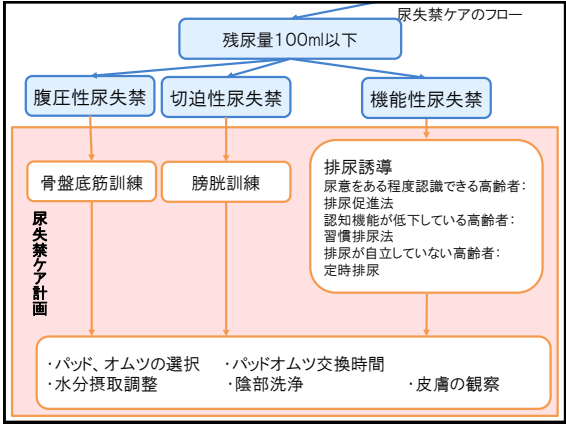 尿失禁ケアのフロー
残尿量100ml以下
腹圧性尿失禁
切迫性尿失禁
機能性尿失禁
骨盤底筋訓練
膀胱訓練
排尿誘導
尿意をある程度認識できる高齢者:
排尿促進法
認知機能が低下している高齢者:
習慣排尿法
排尿が自立していない高齢者:
定時排尿
尿失禁ケア計画
・パッド、オムツの選択　・パッドオムツ交換時間
・水分摂取調整　・陰部洗浄　・皮膚の観察